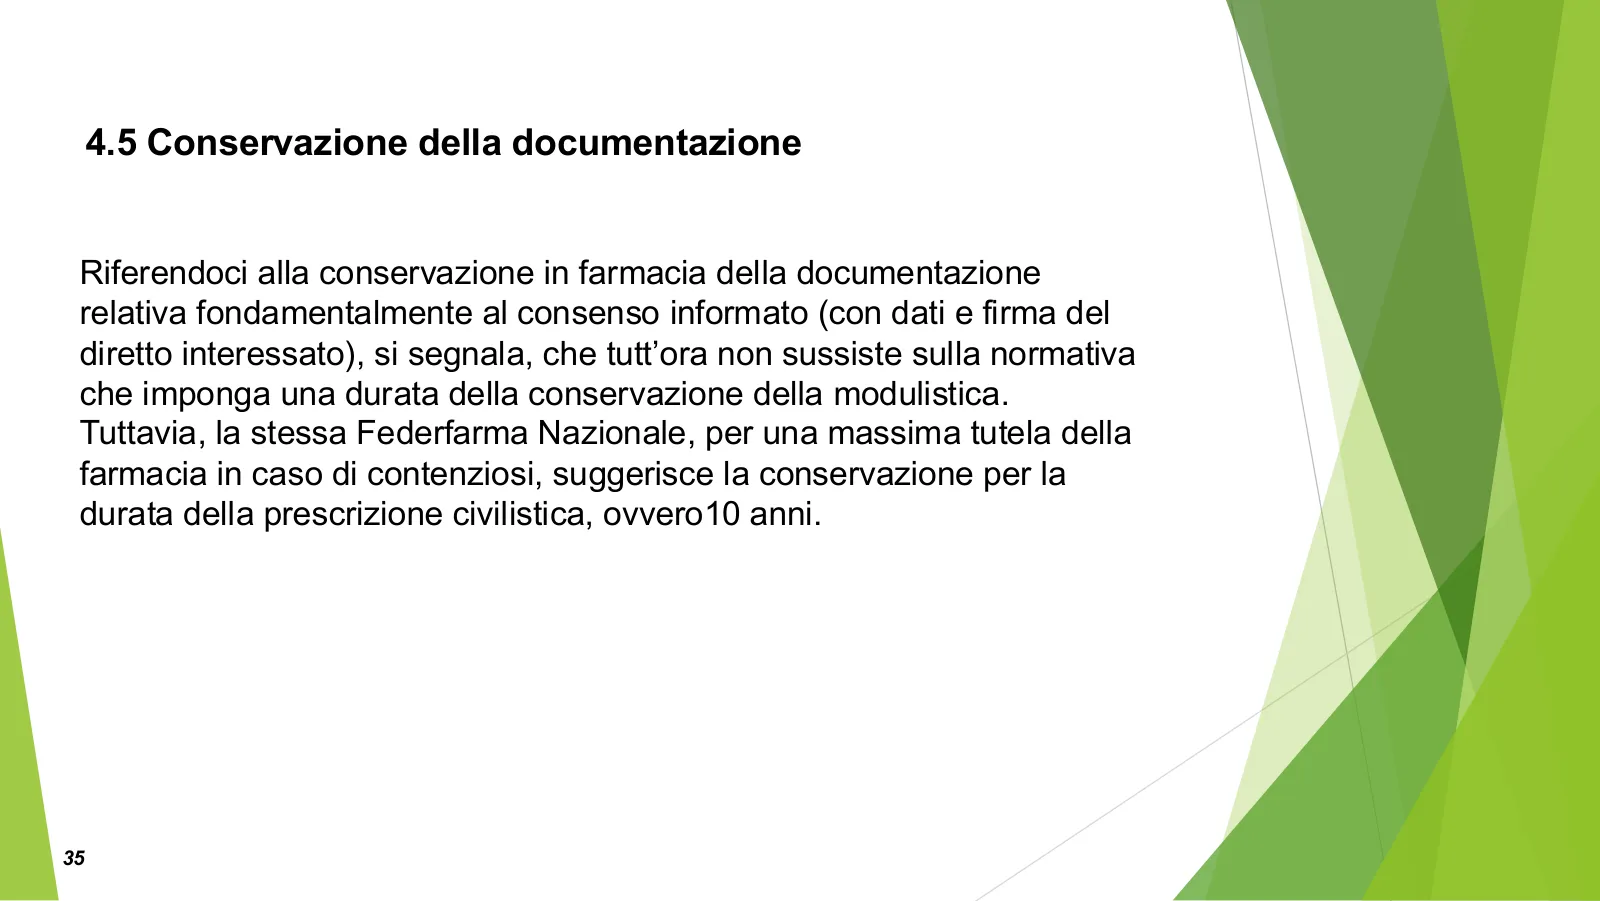 4.5 Conservazione della documentazione
Riferendoci alla conservazione in farmacia della documentazione
relativa fondamentalmente al consenso informato (con dati e firma del
diretto interessato), si segnala, che tutt’ora non sussiste sulla normativa
che imponga una durata della conservazione della modulistica.
Tuttavia, la stessa Federfarma Nazionale, per una massima tutela della
farmacia in caso di contenziosi, suggerisce la conservazione per la
durata della prescrizione civilistica, ovvero10 anni.
35